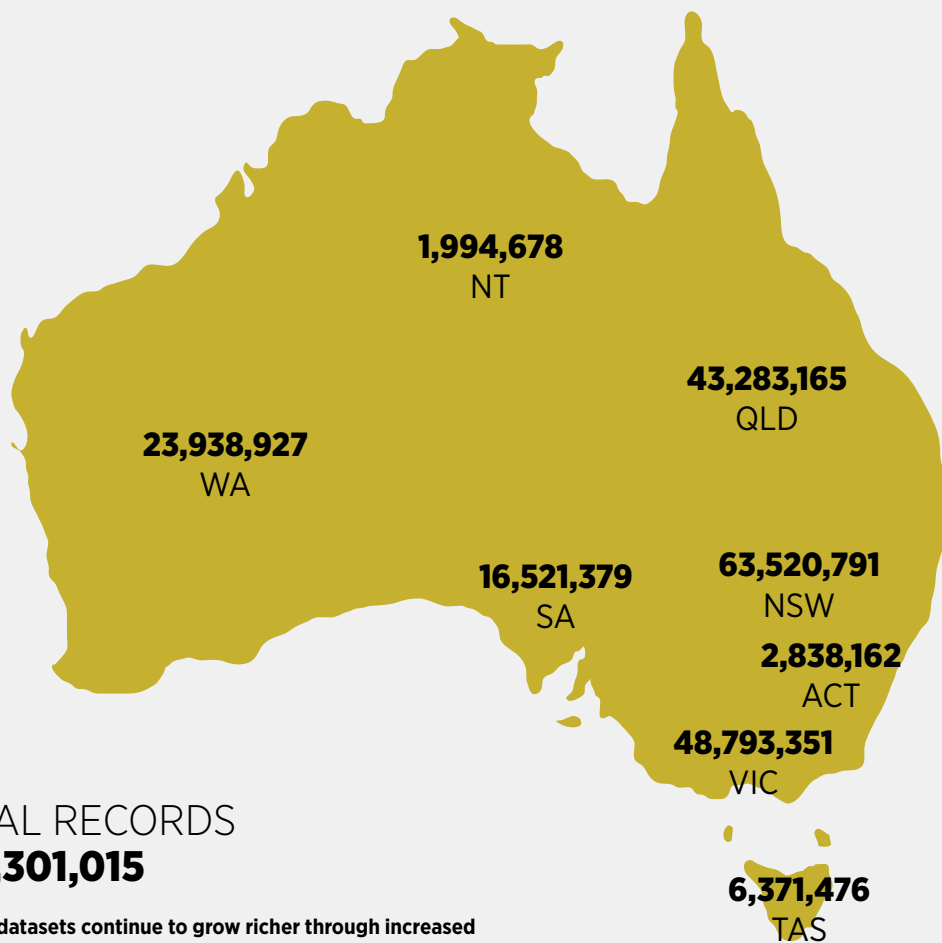 1,994,678
NT
43,283,165
QLD
23,938,927
WA
16,521,379
SA
63,520,791
NSW
2,838,162
ACT
48,793,351
VIC
AL RECORDS
,301,015
6,371,476
TAS
datasets continue to grow richer through increased